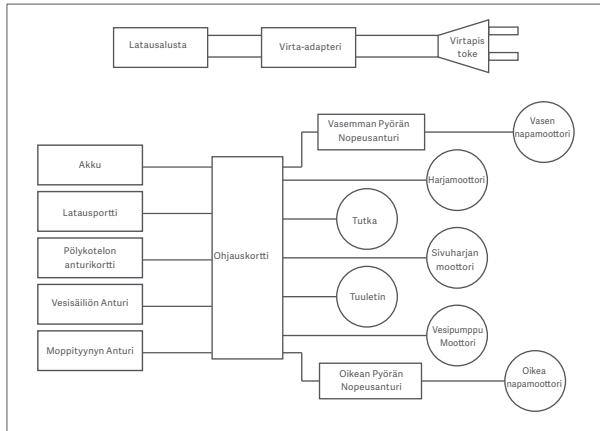 Latausalusta
Virta-adapteri
Virtapis
toke
Vasemman Pyörän
Nopeusanturi
Vasen
napamoottori
Akku
Harjamoottori
Latausportti
Tutka
Pölykotelon
anturikortti
Ohjauskortti
Sivuharjan
moottori
Vesisäiliön Anturi
Tuuletin
Moppityynyn Anturi
Vesipumppu
Moottori
Oikean Pyörän
Nopeusanturi
Oikea
napamoottori